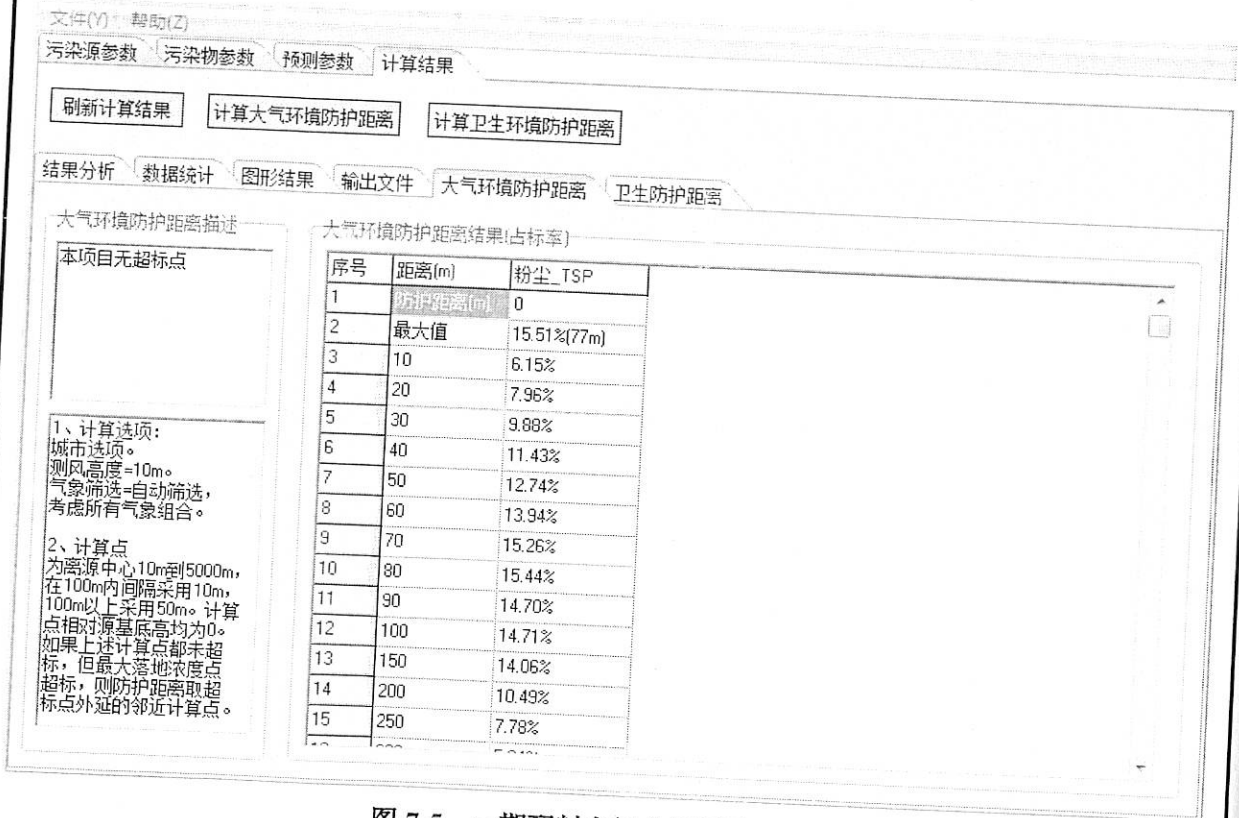 文件(Y) 帮助(Z)
污染源参数 污染物参数 预测参数 计算结果
刷新计算结果 计算大气环境防护距离 计算卫生环境防护距离
结果分析 数据统计 图形结果 输出文件 大气环境防护距离 卫生防护距离
大气环境防护距离描述
本项目无超标点
1、计算选项:
城市选项。
测风高度=10m。
气象筛选=自动筛选,
考虑所有气象组合。
2、计算点
为离源中心10m到5000m,
在100m内间隔采用10m,
100m以上采用50m。计算
点相对源基底高均为0。
如果上述计算点都未超
标,但最大落地浓度点
超标,则防护距离取超
标点外延的邻近计算点。
大气环境防护距离结果(占标率)
序号 距离(m) 粉尘_TSP
1 防护距离(m) 0
2 最大值 15.51%(77m)
3 10 6.15%
4 20 7.96%
5 30 9.88%
6 40 11.43%
7 50 12.74%
8 60 13.94%
9 70 15.26%
10 80 15.44%
11 90 14.70%
12 100 14.71%
13 150 14.06%
14 200 10.49%
15 250 7.78%